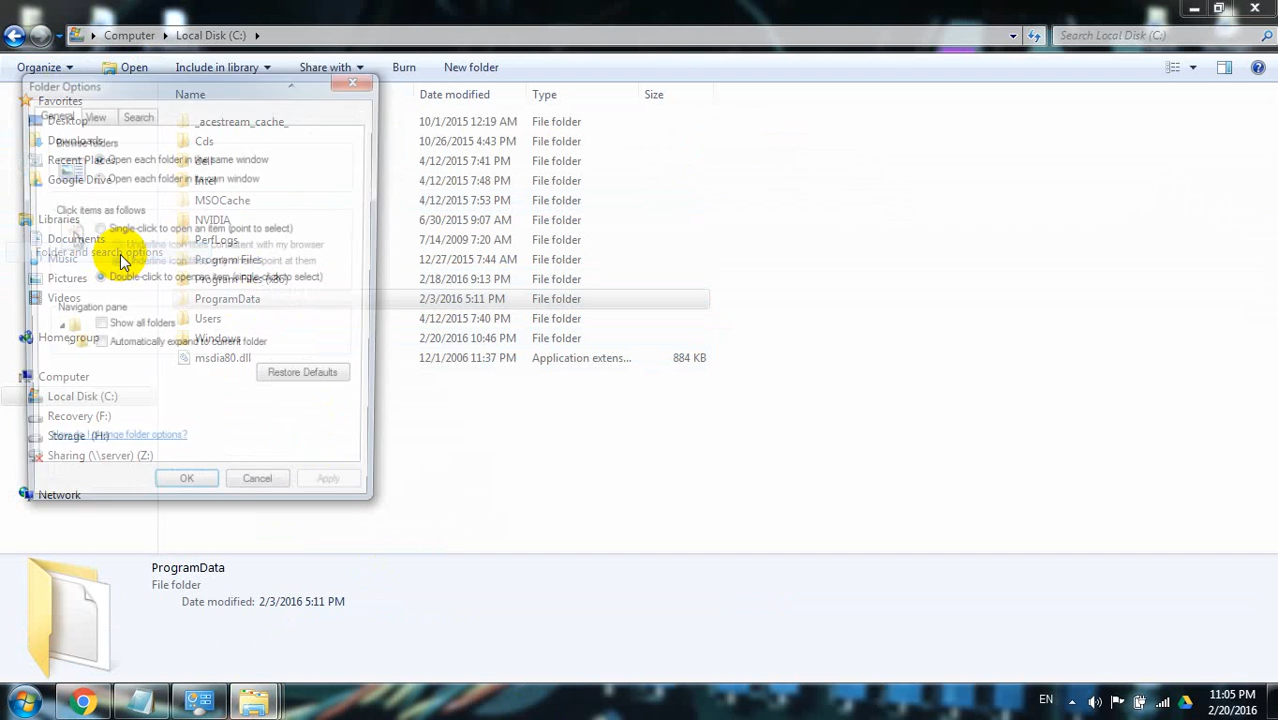 Computer Local Disk (C:)
Search Local Disk (C:)
Organize Open Include in library Share with Burn New folder
Folder Options
General View Search
Browse folders
Open each folder in the same window
Open each folder in its own window
Click items as follows
Single-click to open an item (point to select)
Underline icon titles consistent with my browser
Underline icon titles only when I point at them
Double-click to open an item (single-click to select)
Navigation pane
Show all folders
Automatically expand to current folder
Restore Defaults
How do I change folder options?
OK Cancel Apply
Folder and search options
Favorites
Desktop
Downloads
Recent Places
Google Drive
Libraries
Documents
Music
Pictures
Videos
Homegroup
Computer
Local Disk (C:)
Recovery (F:)
Storage (H:)
Sharing (\\server) (Z:)
Network
Name Date modified Type Size
_acestream_cache_ 10/1/2015 12:19 AM File folder
Cds 10/26/2015 4:43 PM File folder
dell 4/12/2015 7:41 PM File folder
Intel 4/12/2015 7:48 PM File folder
MSOCache 4/12/2015 7:53 PM File folder
NVIDIA 6/30/2015 9:07 AM File folder
PerfLogs 7/14/2009 6:20 AM File folder
Program Files 12/27/2015 7:44 AM File folder
Program Files (x86) 2/18/2016 9:13 PM File folder
ProgramData 2/3/2016 5:11 PM File folder
Users 4/12/2015 7:40 PM File folder
Windows 2/20/2016 10:46 PM File folder
msdia80.dll 12/1/2006 11:37 PM Application extens... 884 KB
ProgramData
File folder
Date modified: 2/3/2016 5:11 PM
EN
11:05 PM
2/20/2016